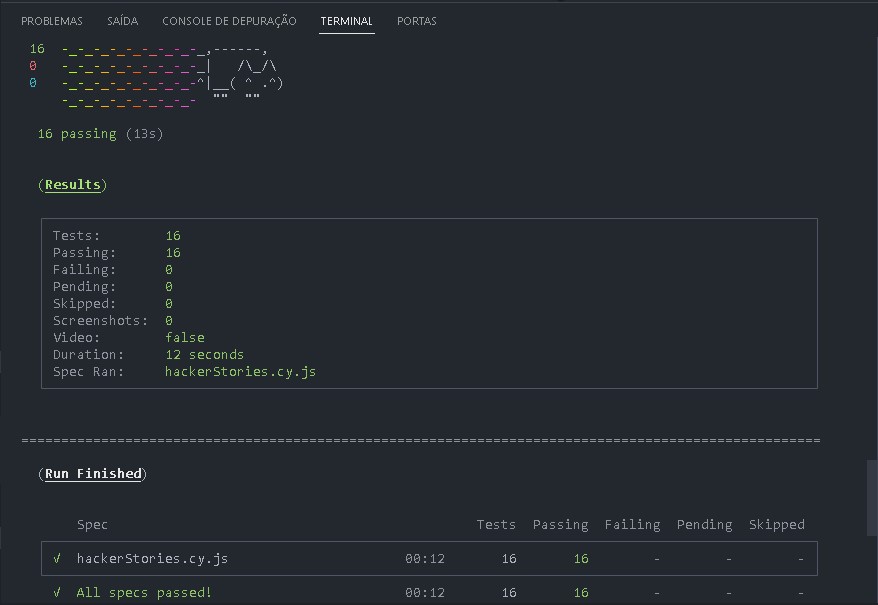 PROBLEMAS SAÍDA CONSOLE DE DEPURAÇÃO TERMINAL PORTAS
16 -_-_-_-_-_-_-_-_-_,------,
0 -_-_-_-_-_-_-_-_-_|   /\_/\
0 -_-_-_-_-_-_-_-_-^|__( ^ .^)
-_-_-_-_-_-_-_-_-  ""  ""
16 passing (13s)
(Results)
Tests: 16
Passing: 16
Failing: 0
Pending: 0
Skipped: 0
Screenshots: 0
Video: false
Duration: 12 seconds
Spec Ran: hackerStories.cy.js
====================================================================================================
(Run Finished)
Spec Tests Passing Failing Pending Skipped
√ hackerStories.cy.js 00:12 16 16 - - -
√ All specs passed! 00:12 16 16 - - -